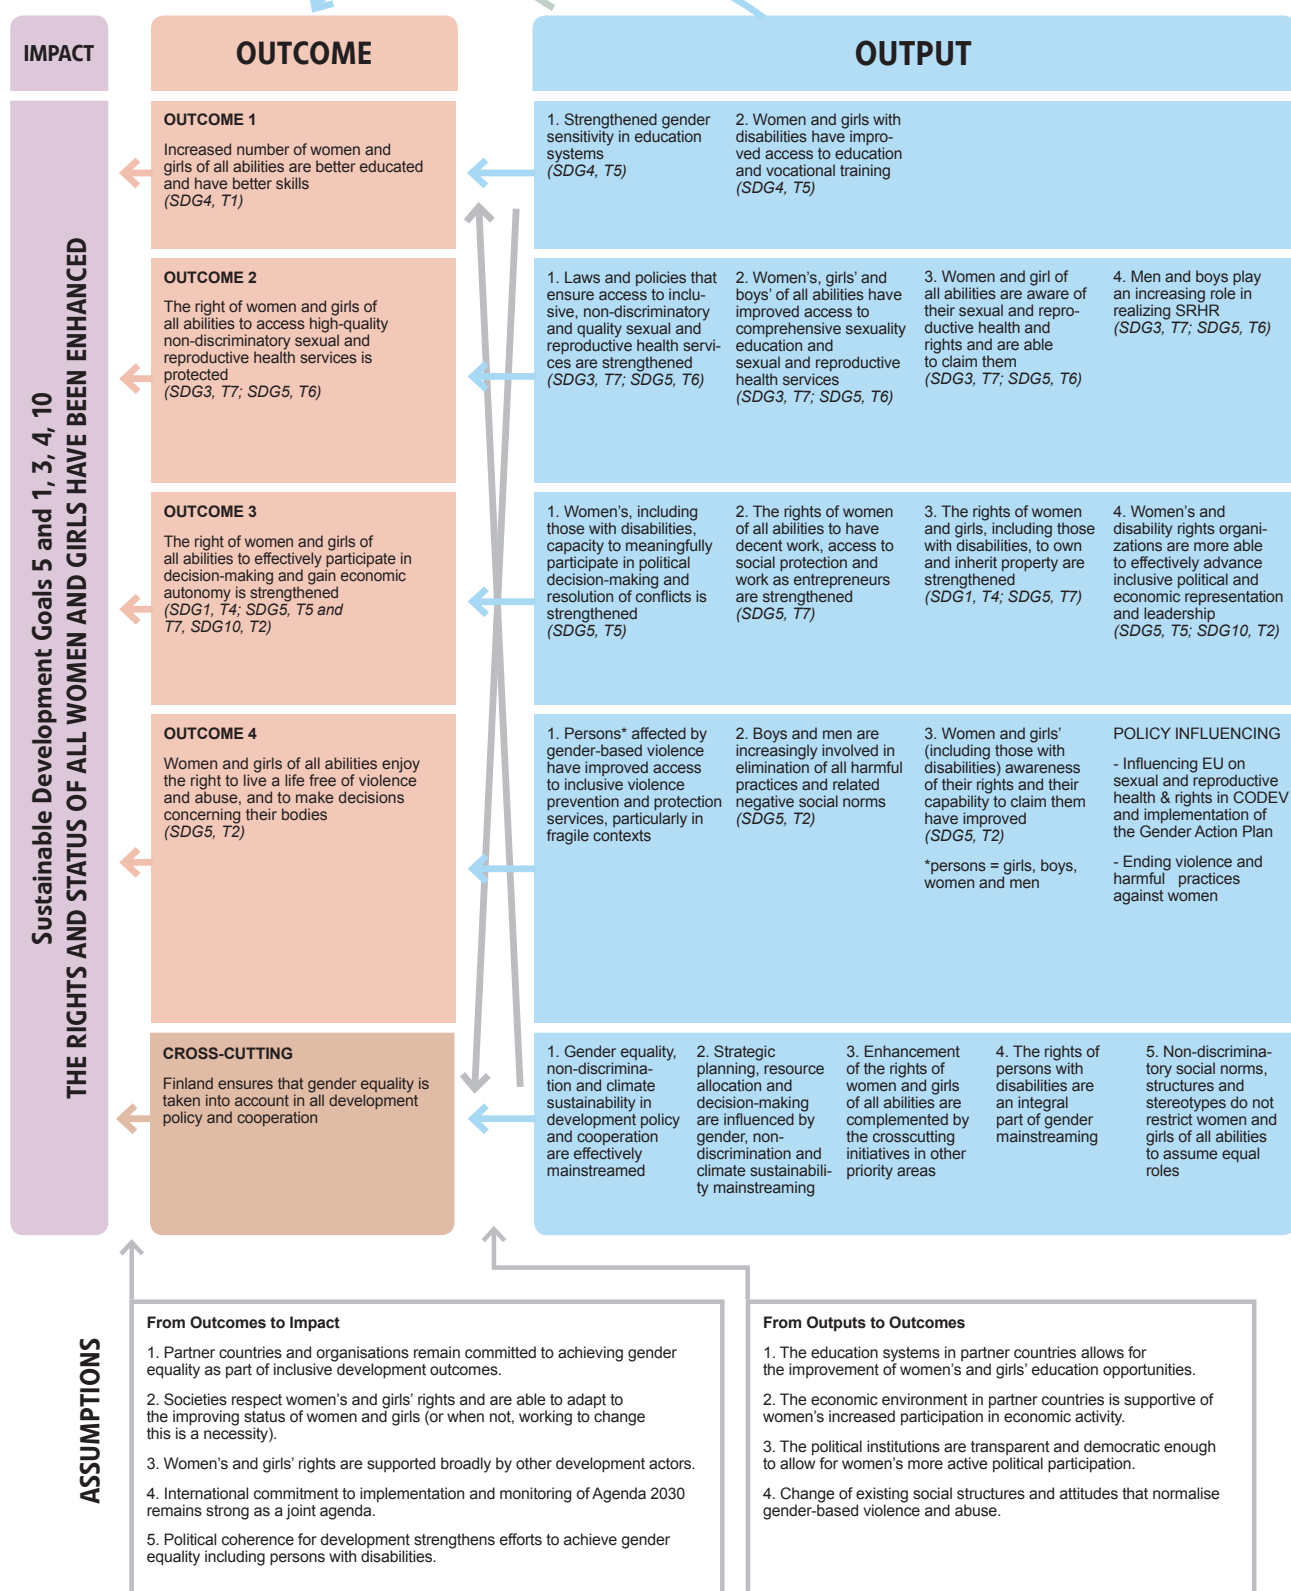 IMPACT
OUTCOME
OUTPUT
Sustainable Development Goals 5 and 1, 3, 4, 10
THE RIGHTS AND STATUS OF ALL WOMEN AND GIRLS HAVE BEEN ENHANCED
OUTCOME 1
Increased number of women and
girls of all abilities are better educated
and have better skills
(SDG4, T1)
1. Strengthened gender
sensitivity in education
systems
(SDG4, T5)
2. Women and girls with
disabilities have impro-
ved access to education
and vocational training
(SDG4, T5)
OUTCOME 2
The right of women and girls of
all abilities to access high-quality
non-discriminatory sexual and
reproductive health services is
protected
(SDG3, T7; SDG5, T6)
1. Laws and policies that
ensure access to inclu-
sive, non-discriminatory
and quality sexual and
reproductive health servi-
ces are strengthened
(SDG3, T7; SDG5, T6)
2. Women's, girls' and
boys' of all abilities have
improved access to
comprehensive sexuality
education and
sexual and reproductive
health services
(SDG3, T7; SDG5, T6)
3. Women and girl of
all abilities are aware of
their sexual and repro-
ductive health and
rights and are able
to claim them
(SDG3, T7; SDG5, T6)
4. Men and boys play
an increasing role in
realizing SRHR
(SDG3, T7; SDG5, T6)
OUTCOME 3
The right of women and girls of
all abilities to effectively participate in
decision-making and gain economic
autonomy is strengthened
(SDG1, T4; SDG5, T5 and
T7, SDG10, T2)
1. Women's, including
those with disabilities,
capacity to meaningfully
participate in political
decision-making and
resolution of conflicts is
strengthened
(SDG5, T5)
2. The rights of women
of all abilities to have
decent work, access to
social protection and
work as entrepreneurs
are strengthened
(SDG5, T7)
3. The rights of women
and girls, including those
with disabilities, to own
and inherit property are
strengthened
(SDG1, T4; SDG5, T7)
4. Women's and
disability rights organi-
zations are more able
to effectively advance
inclusive political and
economic representation
and leadership
(SDG5, T5; SDG10, T2)
OUTCOME 4
Women and girls of all abilities enjoy
the right to live a life free of violence
and abuse, and to make decisions
concerning their bodies
(SDG5, T2)
1. Persons* affected by
gender-based violence
have improved access
to inclusive violence
prevention and protection
services, particularly in
fragile contexts
2. Boys and men are
increasingly involved in
elimination of all harmful
practices and related
negative social norms
(SDG5, T2)
3. Women and girls'
(including those with
disabilities) awareness
of their rights and their
capability to claim them
have improved
(SDG5, T2)
*persons = girls, boys,
women and men
POLICY INFLUENCING
- Influencing EU on
sexual and reproductive
health & rights in CODEV
and implementation of
the Gender Action Plan
- Ending violence and
harmful practices
against women
CROSS-CUTTING
Finland ensures that gender equality is
taken into account in all development
policy and cooperation
1. Gender equality,
non-discrimina-
tion and climate
sustainability in
development policy
and cooperation
are effectively
mainstreamed
2. Strategic
planning, resource
allocation and
decision-making
are influenced by
gender, non-
discrimination and
climate sustainabili-
ty mainstreaming
3. Enhancement
of the rights of
women and girls
of all abilities are
complemented by
the crosscutting
initiatives in other
priority areas
4. The rights of
persons with
disabilities are
an integral
part of gender
mainstreaming
5. Non-discrimina-
tory social norms,
structures and
stereotypes do not
restrict women and
girls of all abilities
to assume equal
roles
ASSUMPTIONS
From Outcomes to Impact
1. Partner countries and organisations remain committed to achieving gender
equality as part of inclusive development outcomes.
2. Societies respect women's and girls' rights and are able to adapt to
the improving status of women and girls (or when not, working to change
this is a necessity).
3. Women's and girls' rights are supported broadly by other development actors.
4. International commitment to implementation and monitoring of Agenda 2030
remains strong as a joint agenda.
5. Political coherence for development strengthens efforts to achieve gender
equality including persons with disabilities.
From Outputs to Outcomes
1. The education systems in partner countries allows for
the improvement of women's and girls' education opportunities.
2. The economic environment in partner countries is supportive of
women's increased participation in economic activity.
3. The political institutions are transparent and democratic enough
to allow for women's more active political participation.
4. Change of existing social structures and attitudes that normalise
gender-based violence and abuse.